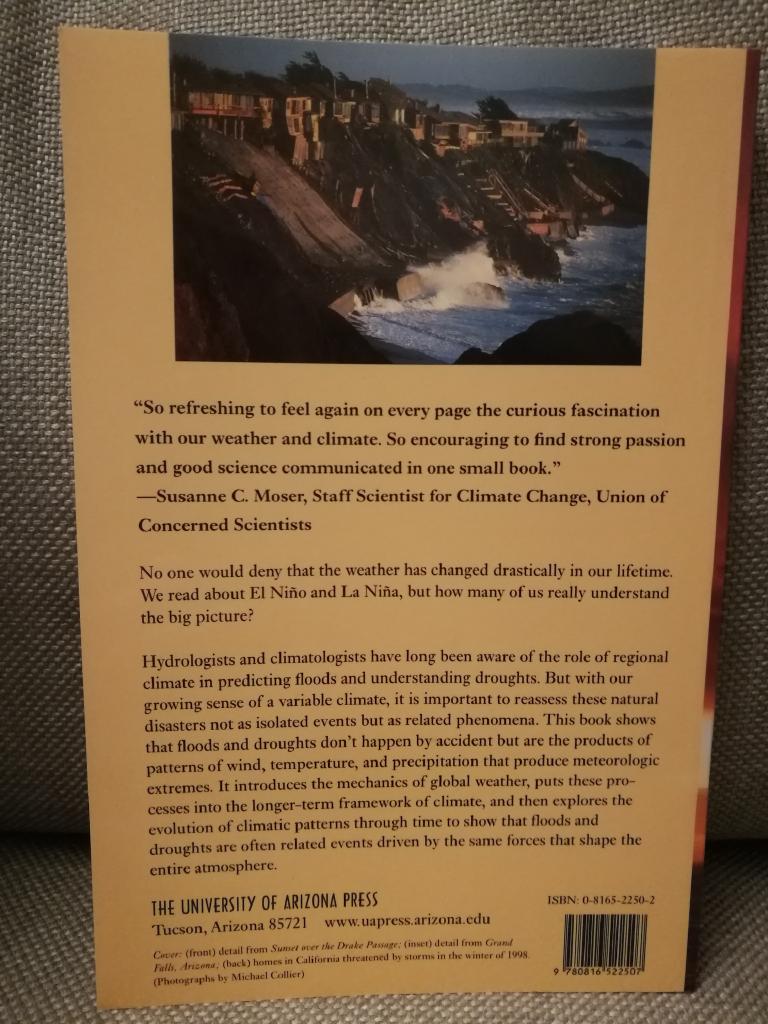 “So refreshing to feel again on every page the curious fascination
with our weather and climate. So encouraging to find strong passion
and good science communicated in one small book.”
—Susanne C. Moser, Staff Scientist for Climate Change, Union of
Concerned Scientists
No one would deny that the weather has changed drastically in our lifetime.
We read about El Niño and La Niña, but how many of us really understand
the big picture?
Hydrologists and climatologists have long been aware of the role of regional
climate in predicting floods and understanding droughts. But with our
growing sense of a variable climate, it is important to reassess these natural
disasters not as isolated events but as related phenomena. This book shows
that floods and droughts don’t happen by accident but are the products of
patterns of wind, temperature, and precipitation that produce meteorologic
extremes. It introduces the mechanics of global weather, puts these pro-
cesses into the longer-term framework of climate, and then explores the
evolution of climatic patterns through time to show that floods and
droughts are often related events driven by the same forces that shape the
entire atmosphere.
THE UNIVERSITY OF ARIZONA PRESS
Tucson, Arizona 85721 www.uapress.arizona.edu
Cover: (front) detail from Sunset over the Drake Passage; (inset) detail from Grand
Falls, Arizona; (back) homes in California threatened by storms in the winter of 1998.
(Photographs by Michael Collier)
ISBN: 0-8165-2250-2
9 780816 522507